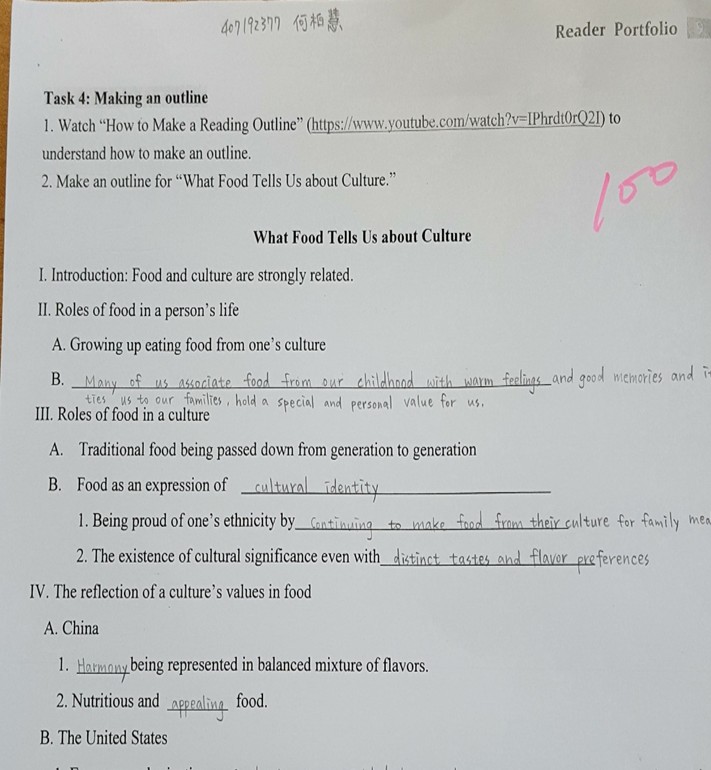 407192377 何柏慧
Reader Portfolio
Task 4: Making an outline
1. Watch “How to Make a Reading Outline” (https://www.youtube.com/watch?v=IPhrdt0rQ2I) to
understand how to make an outline.
2. Make an outline for “What Food Tells Us about Culture.”
100
What Food Tells Us about Culture
I. Introduction: Food and culture are strongly related.
II. Roles of food in a person’s life
A. Growing up eating food from one’s culture
B. Many of us associate food from our childhood with warm feelings and good memories and it
ties us to our families, hold a special and personal value for us.
III. Roles of food in a culture
A. Traditional food being passed down from generation to generation
B. Food as an expression of cultural identity
1. Being proud of one’s ethnicity by Continuing to make food from their culture for family mea
2. The existence of cultural significance even with distinct tastes and flavor preferences
IV. The reflection of a culture’s values in food
A. China
1. Harmony being represented in balanced mixture of flavors.
2. Nutritious and appealing food.
B. The United States